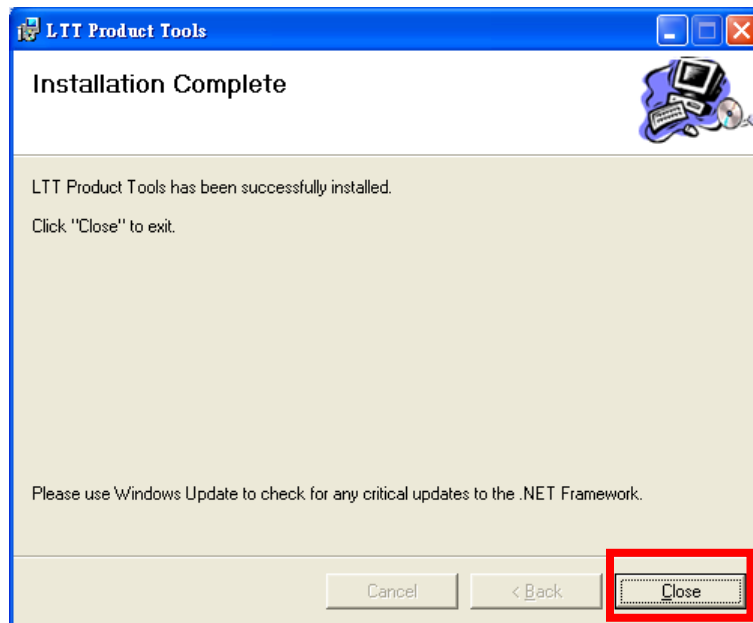 LTT Product Tools
Installation Complete
LTT Product Tools has been successfully installed.
Click "Close" to exit.
Please use Windows Update to check for any critical updates to the .NET Framework.
Cancel
< Back
Close